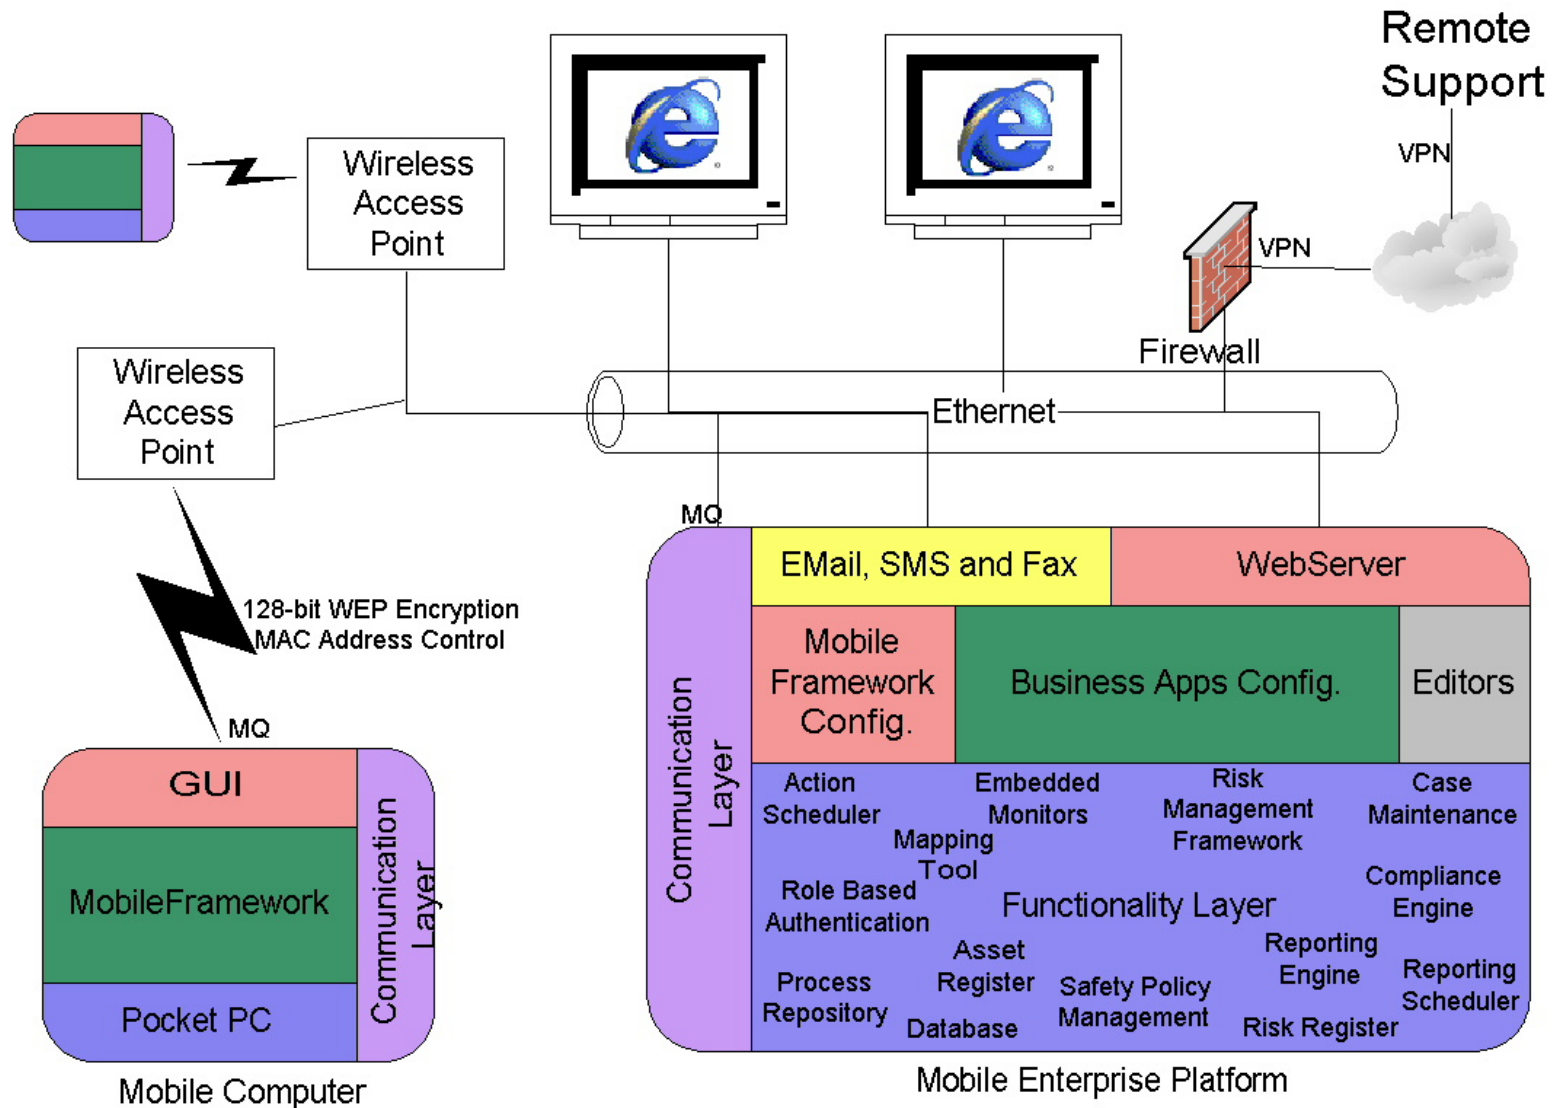 Remote
Support
VPN
Wireless
Access
Point
VPN
Firewall
Wireless
Access
Point
Ethernet
MQ
128-bit WEP Encryption
MAC Address Control
MQ
GUI
MobileFramework
Pocket PC
Communication
Layer
Mobile Computer
Communication
Layer
EMail, SMS and Fax
WebServer
Mobile
Framework
Config.
Business Apps Config.
Editors
Action
Scheduler
Embedded
Monitors
Risk
Management
Framework
Case
Maintenance
Mapping
Tool
Role Based
Authentication
Functionality Layer
Compliance
Engine
Asset
Register
Reporting
Engine
Process
Repository
Safety Policy
Management
Reporting
Scheduler
Database
Risk Register
Mobile Enterprise Platform